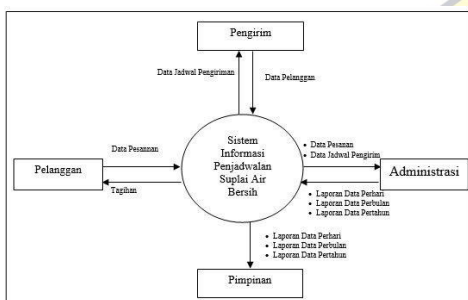 Pengirim
Data Jadwal Pengiriman
Data Pelanggan
Sistem
Informasi
Penjadwalan
Suplai Air
Bersih
Data Pesannan
Pelanggan
Tagihan
• Data Pesanan
• Data Jadwal Pengirim
Administrasi
• Laporan Data Perhari
• Laporan Data Perbulan
• Laporan Data Pertahun
• Laporan Data Perhari
• Laporan Data Perbulan
• Laporan Data Pertahun
Pimpinan